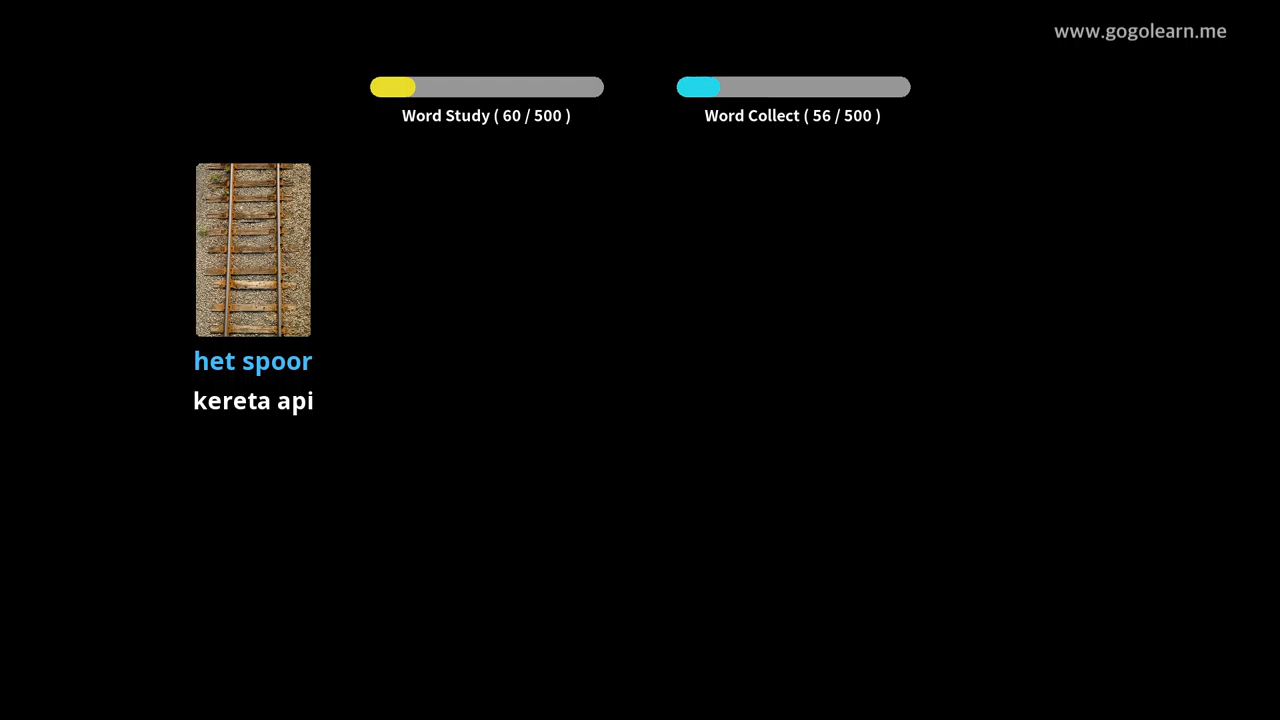 www.gogolearn.me
Word Study ( 60 / 500 )
Word Collect ( 56 / 500 )
het spoor
kereta api